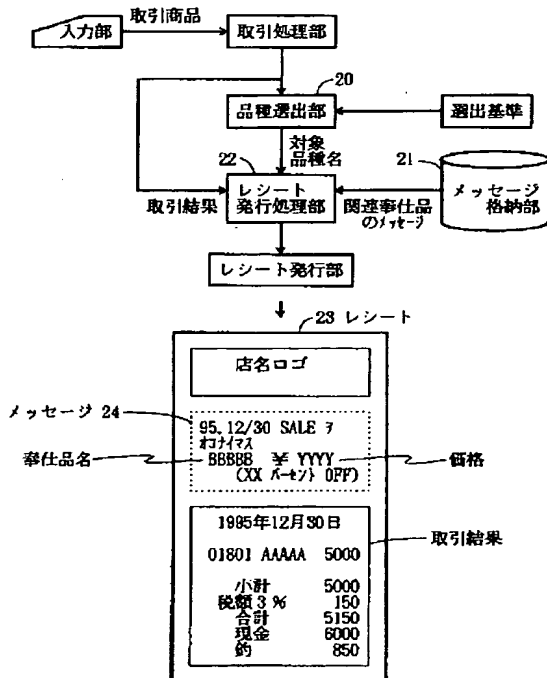 取引商品
入力部
取引処理部
20
品種選出部
選出基準
対象
品種名
22
21
レシート
発行処理部
メッセージ
格納部
取引結果
関連奉仕品
のメッセージ
レシート発行部
23 レシート
店名ロゴ
メッセージ 24
95.12/30 SALE ヲ
オコナイマス
奉仕品名
BBBBB ¥ YYYY
価格
(XX パーセント OFF)
1995年12月30日
取引結果
01801 AAAAA 5000
小計 5000
税額3% 150
合計 5150
現金 6000
釣 850